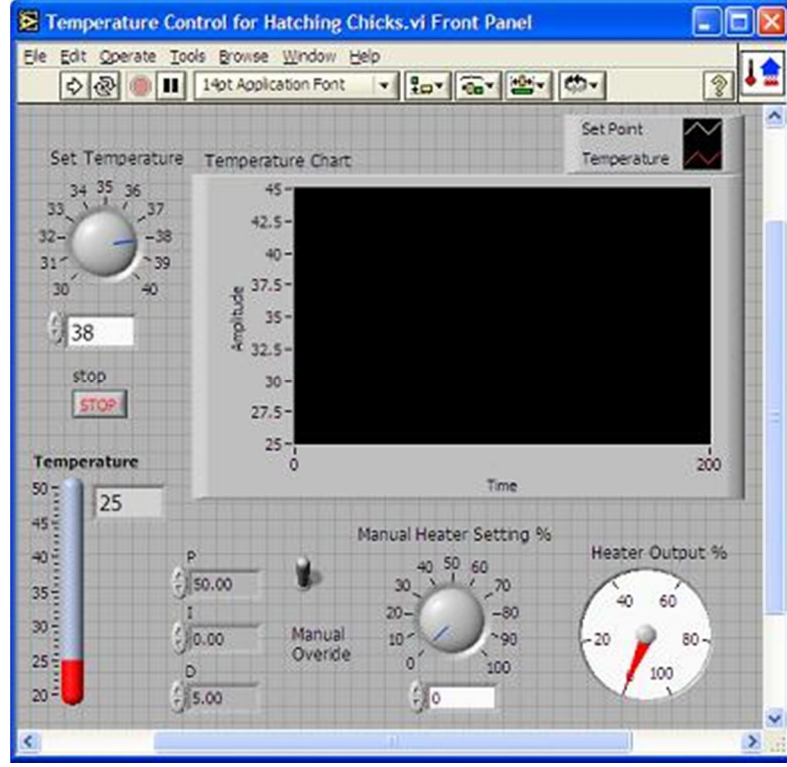 Temperature Control for Hatching Chicks.vi Front Panel
File Edit Operate Tools Browse Window Help
14pt Application Font
?
Set Point
Temperature
Set Temperature
Temperature Chart
30 31 32 33 34 35 36 37 38 39 40
38
stop
STOP
45
42.5
40
37.5
35
32.5
30
27.5
25
Amplitude
0 200
Time
Temperature
50
45
40
35
30
25
20
25
P
50.00
I
0.00
D
5.00
Manual
Overide
Manual Heater Setting %
0 10 20 30 40 50 60 70 80 90 100
0
Heater Output %
20 40 60 80 100